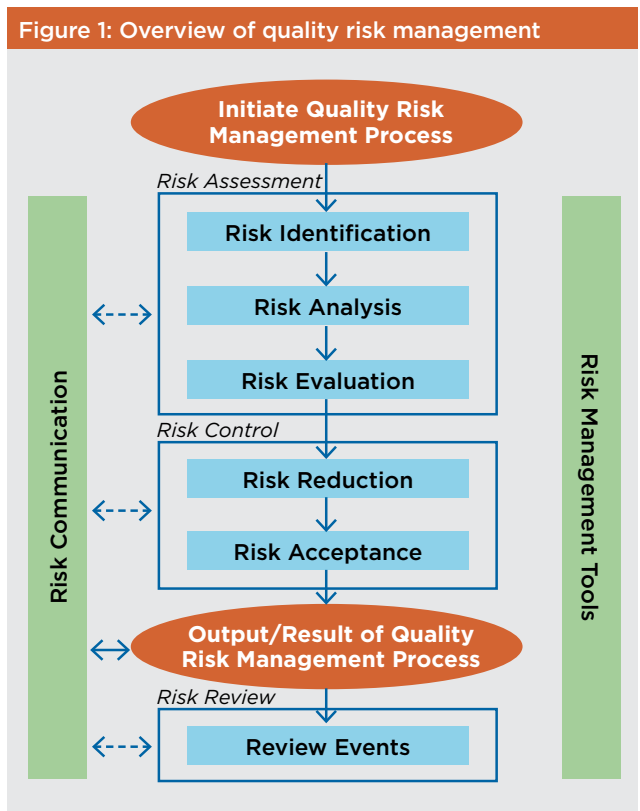 Figure 1: Overview of quality risk management
Initiate Quality Risk
Management Process
Risk Assessment
Risk Identification
Risk Analysis
Risk Evaluation
Risk Control
Risk Reduction
Risk Acceptance
Output/Result of Quality
Risk Management Process
Risk Review
Review Events
Risk Communication
Risk Management Tools